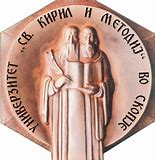 УНИВЕРЗИТЕТ „СВ. КИРИЛ И МЕТОДИЈ“ ВО СКОПЈЕ